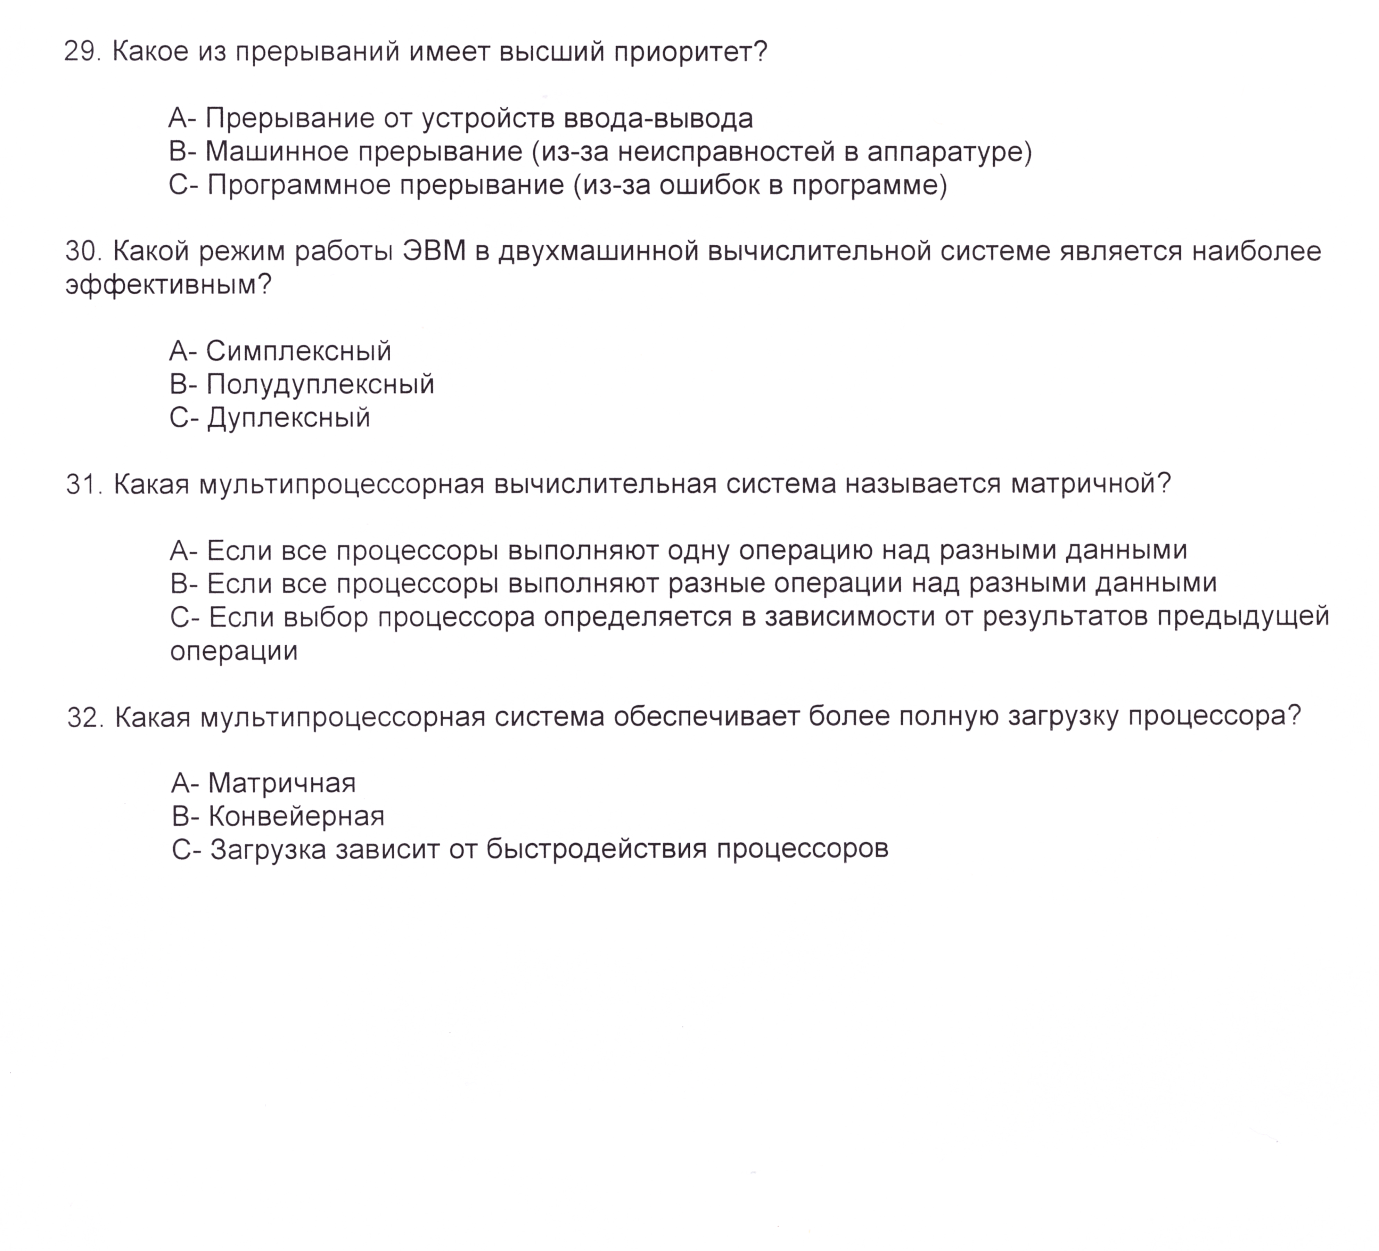 29. Какое из прерываний имеет высший приоритет?
А- Прерывание от устройств ввода-вывода
В- Машинное прерывание (из-за неисправностей в аппаратуре)
С- Программное прерывание (из-за ошибок в программе)
30. Какой режим работы ЭВМ в двухмашинной вычислительной системе является наиболее
эффективным?
А- Симплексный
В- Полудуплексный
С- Дуплексный
31. Какая мультипроцессорная вычислительная система называется матричной?
А- Если все процессоры выполняют одну операцию над разными данными
В- Если все процессоры выполняют разные операции над разными данными
С- Если выбор процессора определяется в зависимости от результатов предыдущей
операции
32. Какая мультипроцессорная система обеспечивает более полную загрузку процессора?
А- Матричная
В- Конвейерная
С- Загрузка зависит от быстродействия процессоров